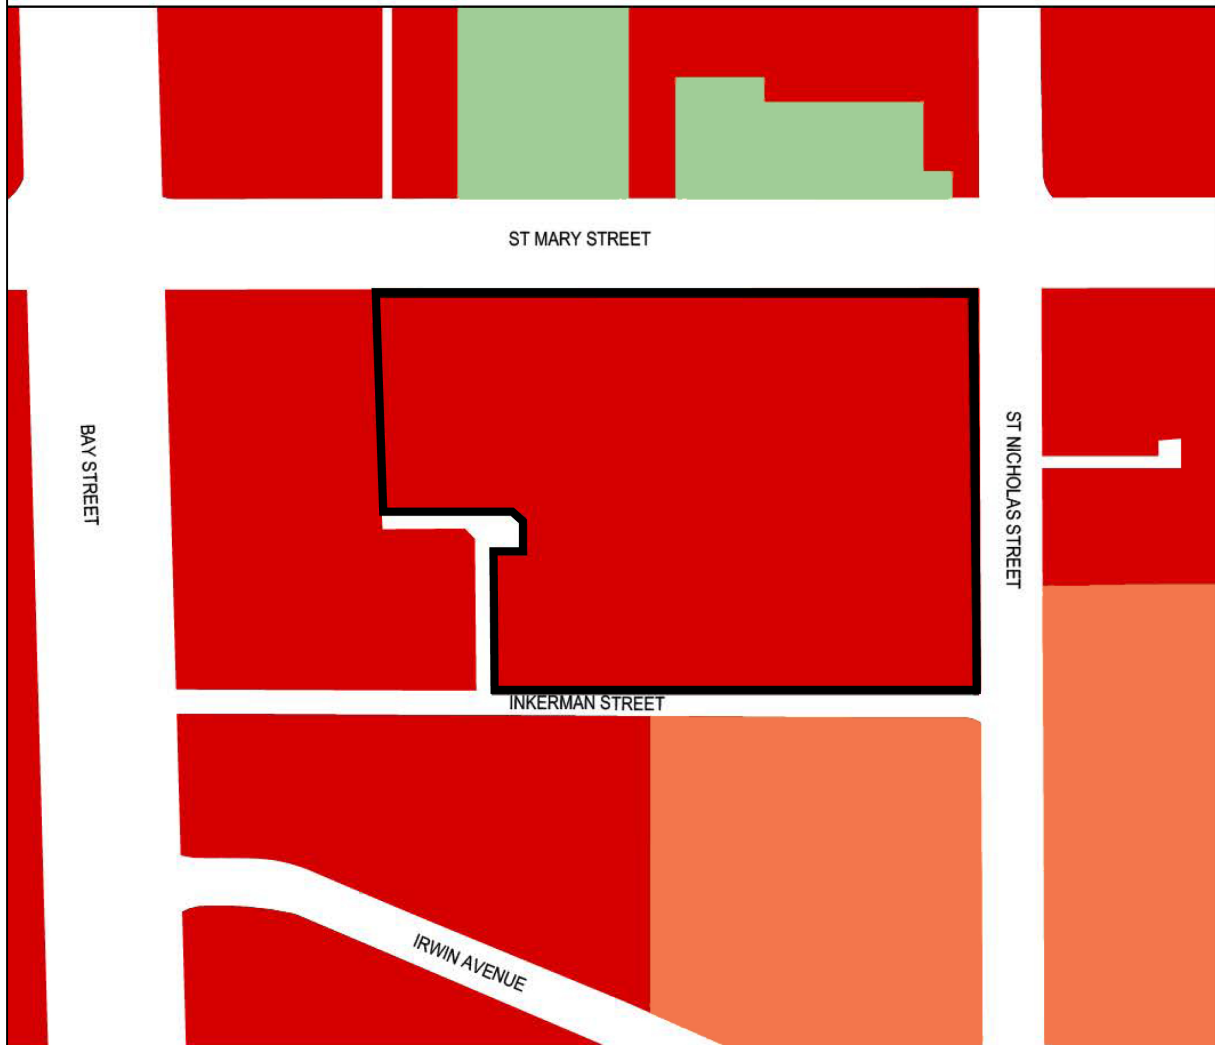 ST MARY STREET
BAY STREET
ST NICHOLAS STREET
INKERMAN STREET
IRWIN AVENUE